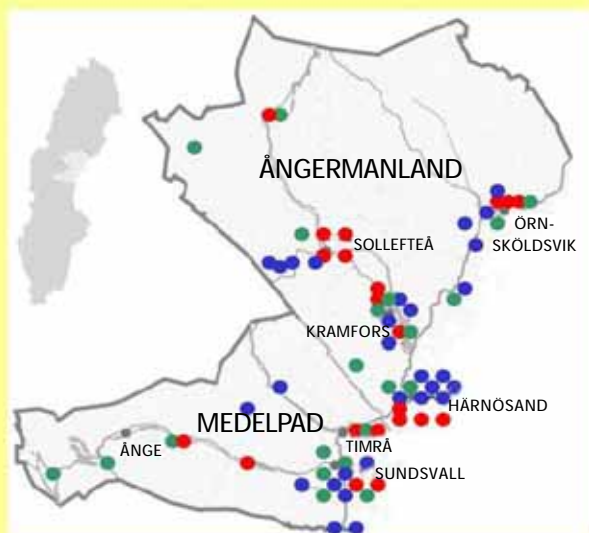 ÅNGERMANLAND
ÖRN-
SKÖLDSVIK
SOLLEFTEÅ
KRAMFORS
HÄRNÖSAND
MEDELPAD
TIMRÅ
ÅNGE
SUNDSVALL